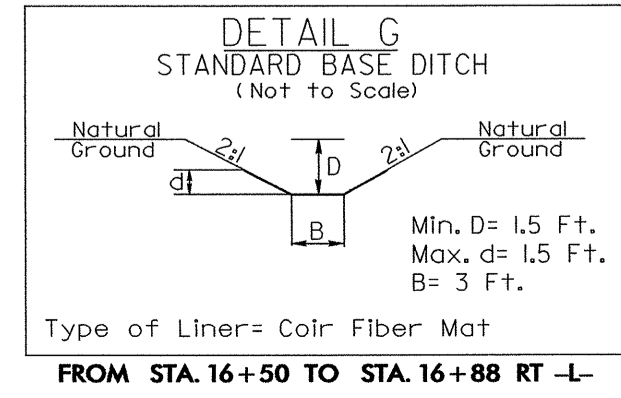 DETAIL G
STANDARD BASE DITCH
(Not to Scale)
Natural
Ground
2:1
D
2:1
Natural
Ground
d
B
Min. D= 1.5 Ft.
Max. d= 1.5 Ft.
B= 3 Ft.
Type of Liner= Coir Fiber Mat
FROM STA. 16+50 TO STA. 16+88 RT -L-